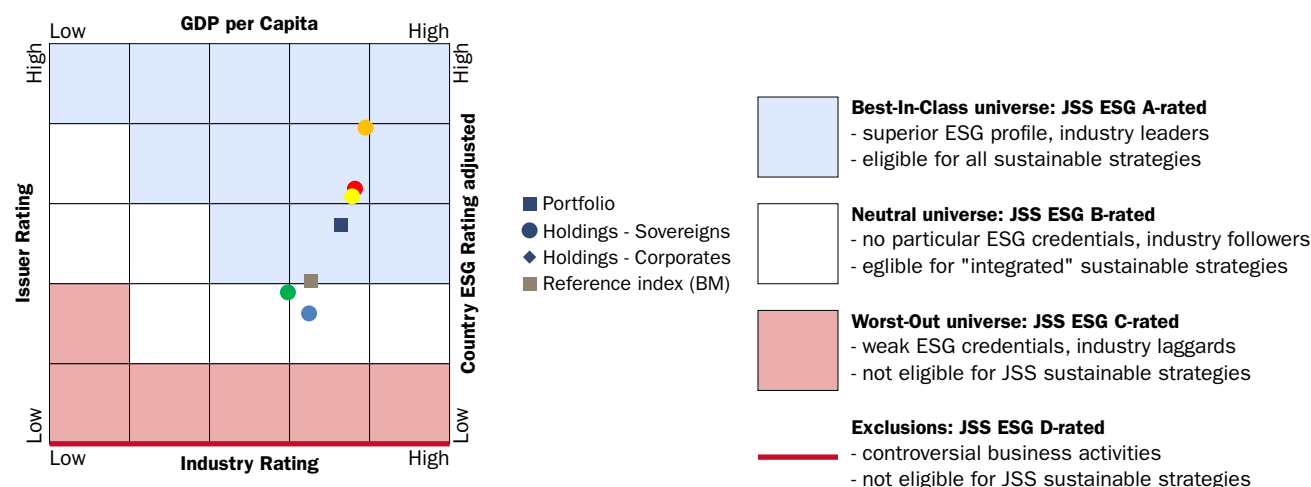 GDP per Capita
Low
High
High
High
Issuer Rating
Country ESG Rating adjusted
Low
Low
Low
High
Industry Rating
Portfolio
Holdings - Sovereigns
Holdings - Corporates
Reference index (BM)
Best-In-Class universe: JSS ESG A-rated
- superior ESG profile, industry leaders
- eligible for all sustainable strategies
Neutral universe: JSS ESG B-rated
- no particular ESG credentials, industry followers
- eglible for "integrated" sustainable strategies
Worst-Out universe: JSS ESG C-rated
- weak ESG credentials, industry laggards
- not eligible for JSS sustainable strategies
Exclusions: JSS ESG D-rated
- controversial business activities
- not eligible for JSS sustainable strategies